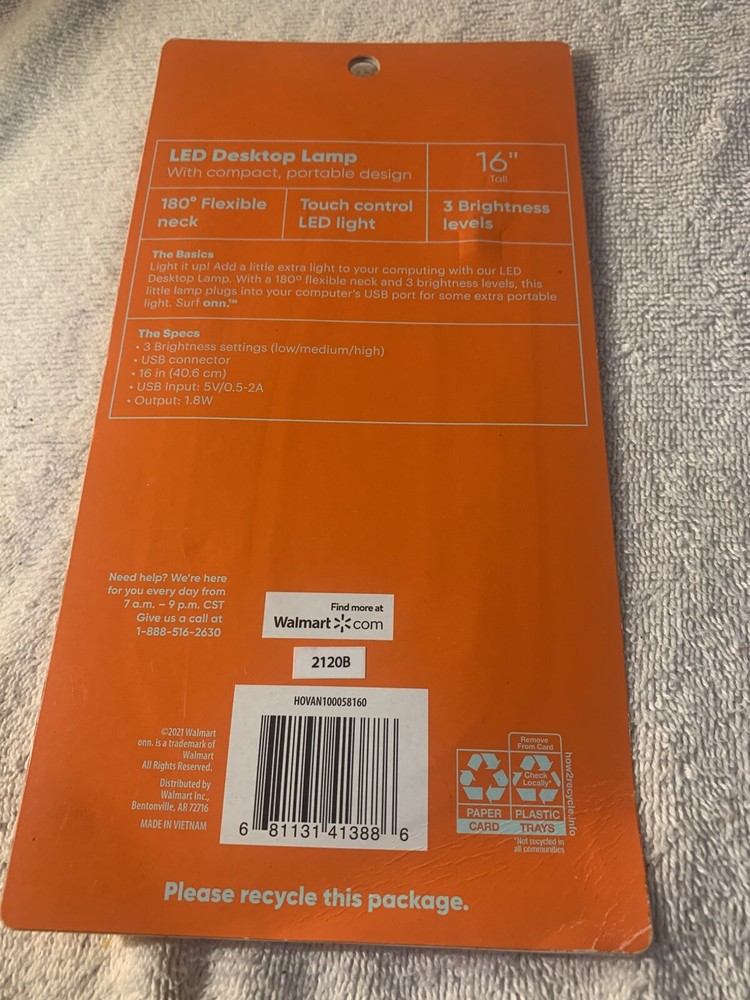 LED Desktop Lamp
With compact, portable design
16"
Tall
180° Flexible
neck
Touch control
LED light
3 Brightness
levels
The Basics
Light it up! Add a little extra light to your computing with our LED
Desktop Lamp. With a 180º flexible neck and 3 brightness levels, this
little lamp plugs into your computer's USB port for some extra portable
light. Surf onn.™
The Specs
• 3 Brightness settings (low/medium/high)
• USB connector
• 16 in (40.6 cm)
• USB Input: 5V/0.5-2A
• Output: 1.8W
Need help? We're here
for you every day from
7 a.m. – 9 p.m. CST
Give us a call at
1-888-516-2630
Find more at
Walmart com
2120B
HOVAN100058160
6 81131 41388 6
©2021 Walmart
onn. is a trademark of
Walmart
All Rights Reserved.
Distributed by
Walmart Inc.,
Bentonville, AR 72716
MADE IN VIETNAM
Remove
From Card
Check
Locally*
PAPER
PLASTIC
CARD
TRAYS
*Not recycled in
all communities
how2recycle.info
Please recycle this package.